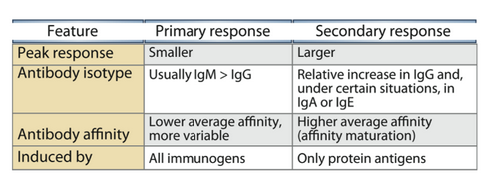 Feature Primary response Secondary response
Peak response Smaller Larger
Antibody isotype Usually IgM > IgG Relative increase in IgG and,
under certain situations, in
IgA or IgE
Antibody affinity Lower average affinity, Higher average affinity
more variable (affinity maturation)
Induced by All immunogens Only protein antigens